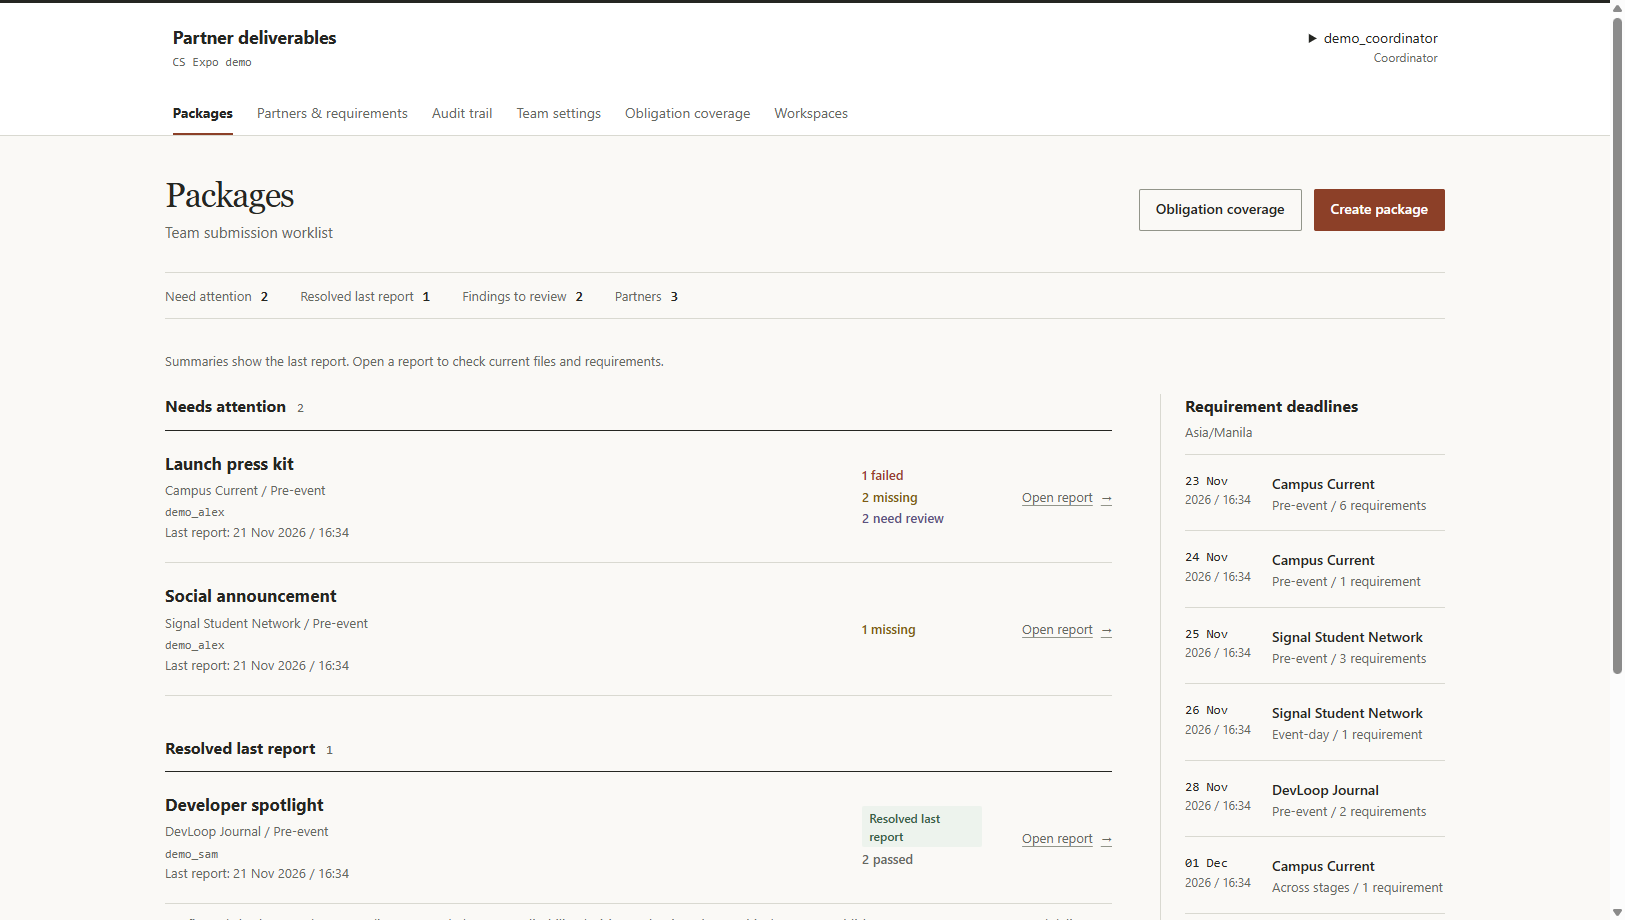 Partner deliverables
CS Expo demo
▶ demo_coordinator
Coordinator
Packages Partners & requirements Audit trail Team settings Obligation coverage Workspaces
Packages
Team submission worklist
Obligation coverage
Create package
Need attention 2 Resolved last report 1 Findings to review 2 Partners 3
Summaries show the last report. Open a report to check current files and requirements.
Needs attention 2
Launch press kit
Campus Current / Pre-event
demo_alex
Last report: 21 Nov 2026 / 16:34
1 failed
2 missing
2 need review
Open report →
Social announcement
Signal Student Network / Pre-event
demo_alex
Last report: 21 Nov 2026 / 16:34
1 missing
Open report →
Resolved last report 1
Developer spotlight
DevLoop Journal / Pre-event
demo_sam
Last report: 21 Nov 2026 / 16:34
Resolved last
report
2 passed
Open report →
Requirement deadlines
Asia/Manila
23 Nov
2026 / 16:34
Campus Current
Pre-event / 6 requirements
24 Nov
2026 / 16:34
Campus Current
Pre-event / 1 requirement
25 Nov
2026 / 16:34
Signal Student Network
Pre-event / 3 requirements
26 Nov
2026 / 16:34
Signal Student Network
Event-day / 1 requirement
28 Nov
2026 / 16:34
DevLoop Journal
Pre-event / 2 requirements
01 Dec
2026 / 16:34
Campus Current
Across stages / 1 requirement